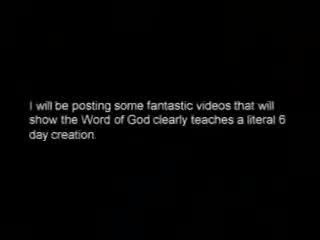 I will be posting some fantastic videos that will
show the Word of God clearly teaches a literal 6
day creation.